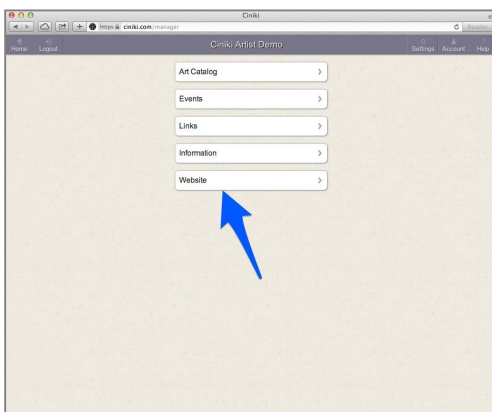 Ciniki
https ciniki.com/manager
Reader
Home
Logout
Ciniki Artist Demo
Settings
Account
Help
Art Catalog
Events
Links
Information
Website